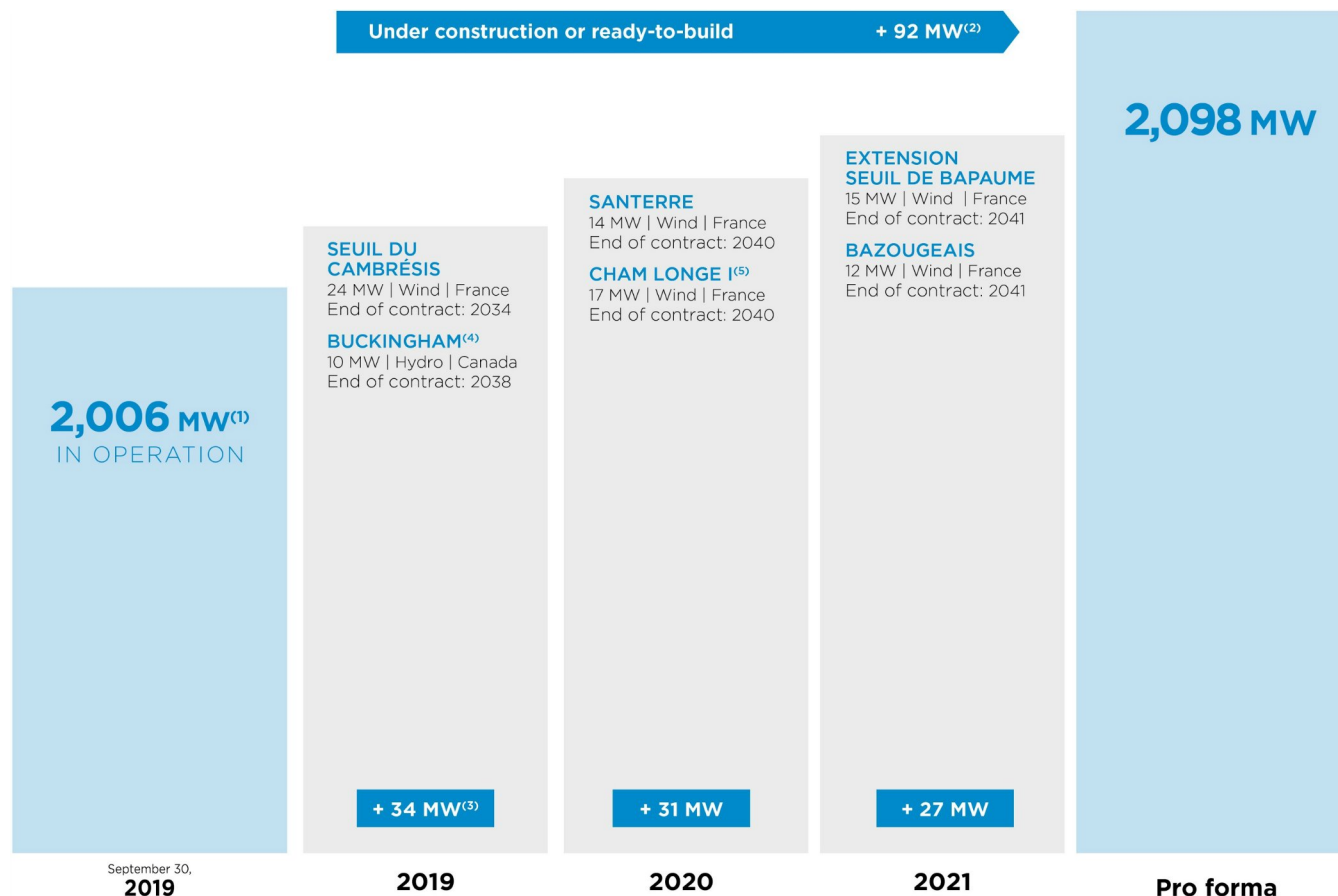 Under construction or ready-to-build + 92 MW(2)
2,006 MW(1)
IN OPERATION
September 30,
2019
SEUIL DU
CAMBRÉSIS
24 MW | Wind | France
End of contract: 2034
BUCKINGHAM(4)
10 MW | Hydro | Canada
End of contract: 2038
+ 34 MW(3)
2019
SANTERRE
14 MW | Wind | France
End of contract: 2040
CHAM LONGE I(5)
17 MW | Wind | France
End of contract: 2040
+ 31 MW
2020
EXTENSION
SEUIL DE BAPAUME
15 MW | Wind | France
End of contract: 2041
BAZOUGEAIS
12 MW | Wind | France
End of contract: 2041
+ 27 MW
2021
2,098 MW
Pro forma